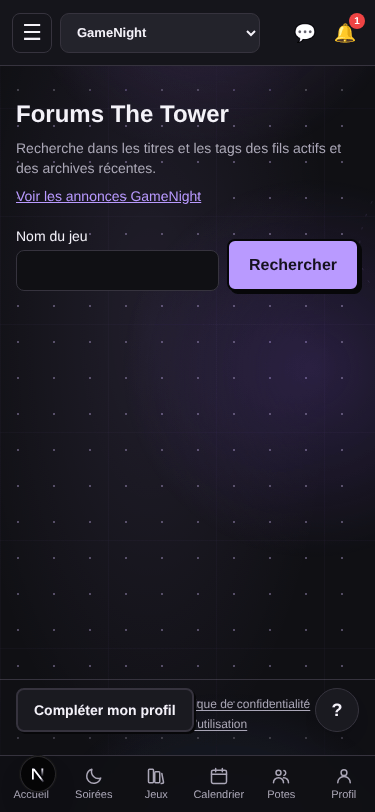 GameNight
1
Forums The Tower
Recherche dans les titres et les tags des fils actifs et
des archives récentes.
Voir les annonces GameNight
Nom du jeu
Rechercher
Compléter mon profil
que de confidentialité
utilisation
?
N
Accueil
Soirées
Jeux
Calendrier
Potes
Profil